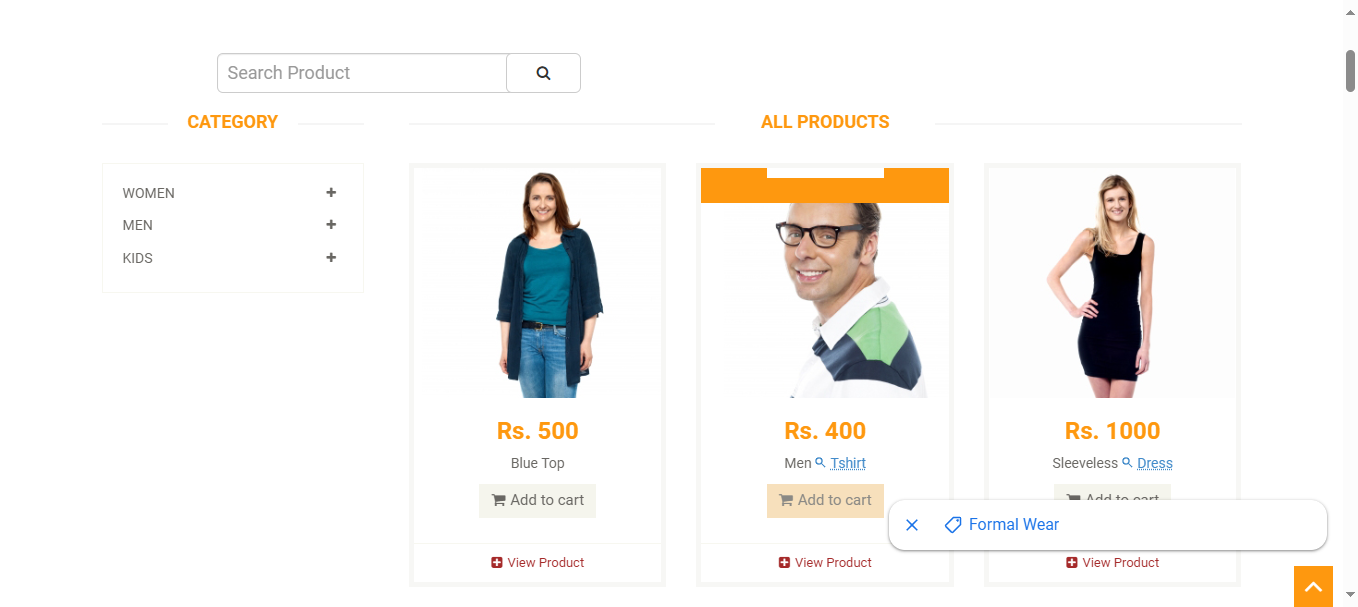 Search Product
CATEGORY
ALL PRODUCTS
WOMEN
MEN
KIDS
Rs. 500
Blue Top
Add to cart
View Product
Rs. 400
Men Tshirt
Add to cart
View Product
Rs. 1000
Sleeveless Dress
Add to cart
View Product
Formal Wear